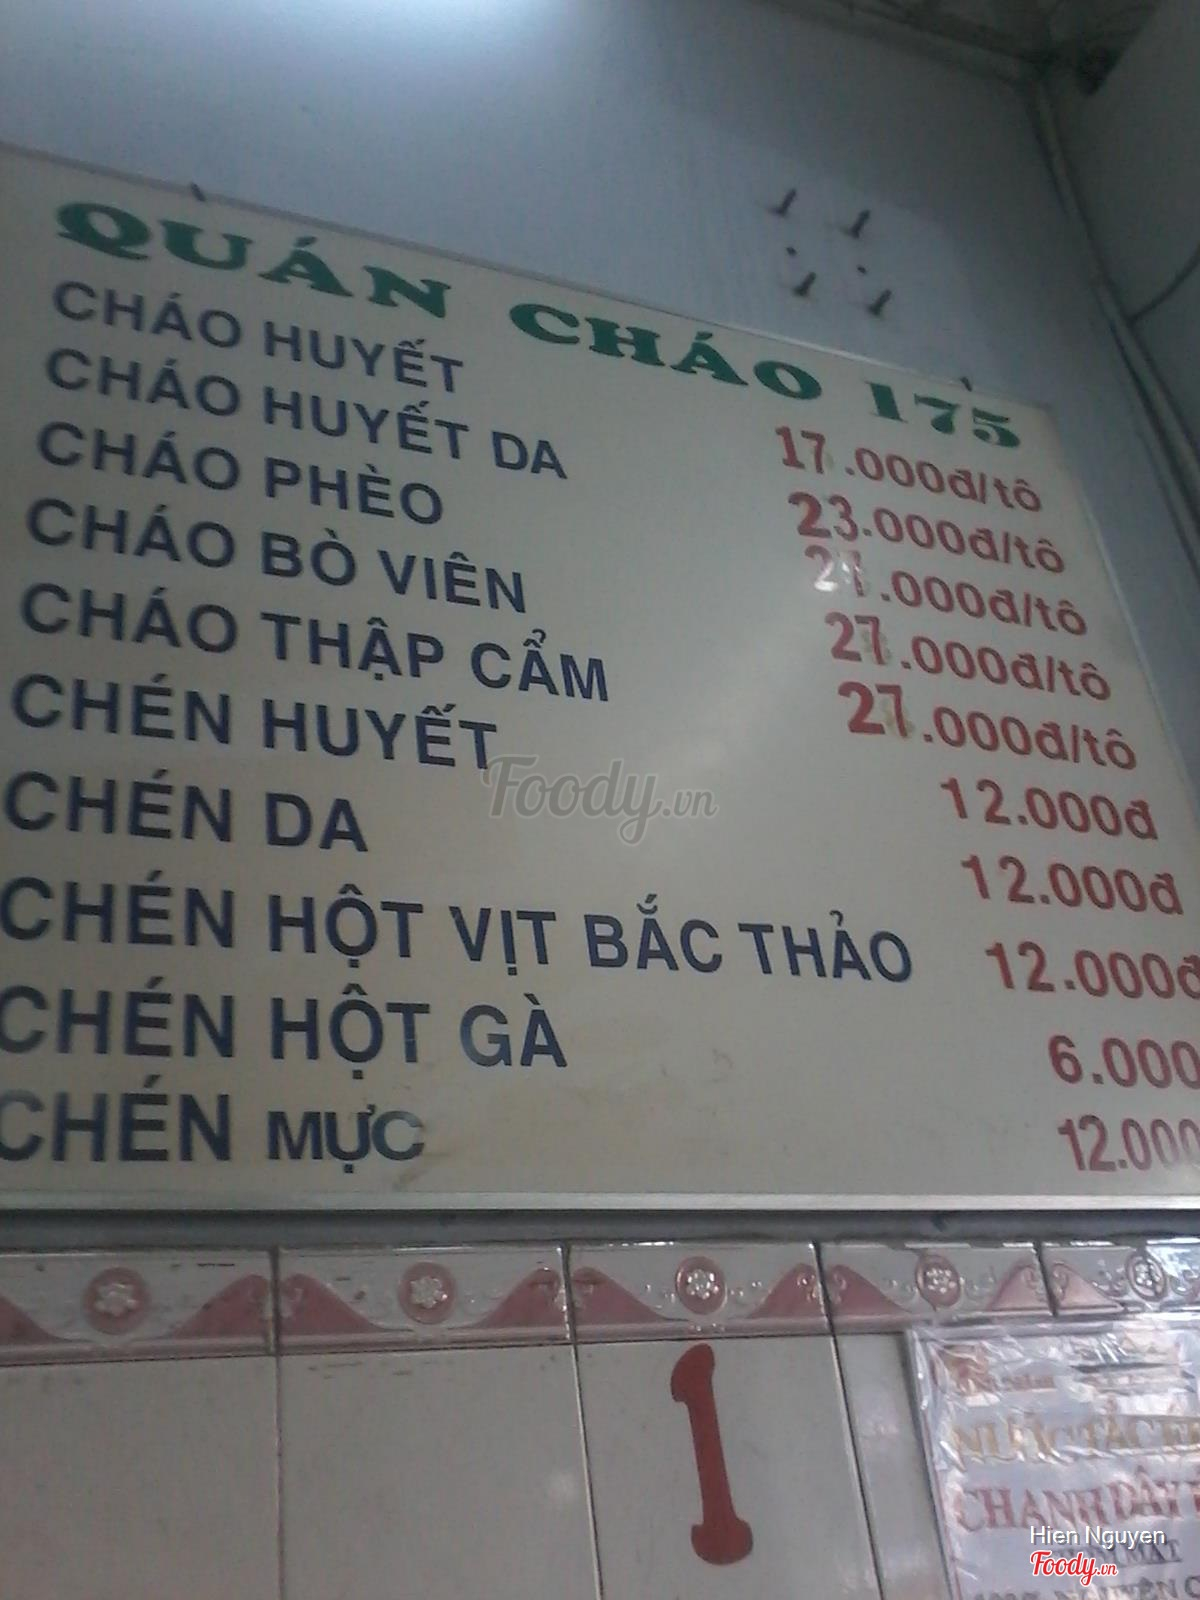 QUÁN CHÁO 175
CHÁO HUYẾT 17.000đ/tô
CHÁO HUYẾT DA 23.000đ/tô
CHÁO PHÈO .000đ/tô
CHÁO BÒ VIÊN 27.000đ/tô
CHÁO THẬP CẨM 27.000đ/tô
CHÉN HUYẾT 12.000đ
CHÉN DA 12.000đ
CHÉN HỘT VỊT BẮC THẢO 12.000đ
CHÉN HỘT GÀ 6.000
CHÉN MỰC 12.000
Foody.vn
1
CHANH DÂY
Hien Nguyen
Foody.vn